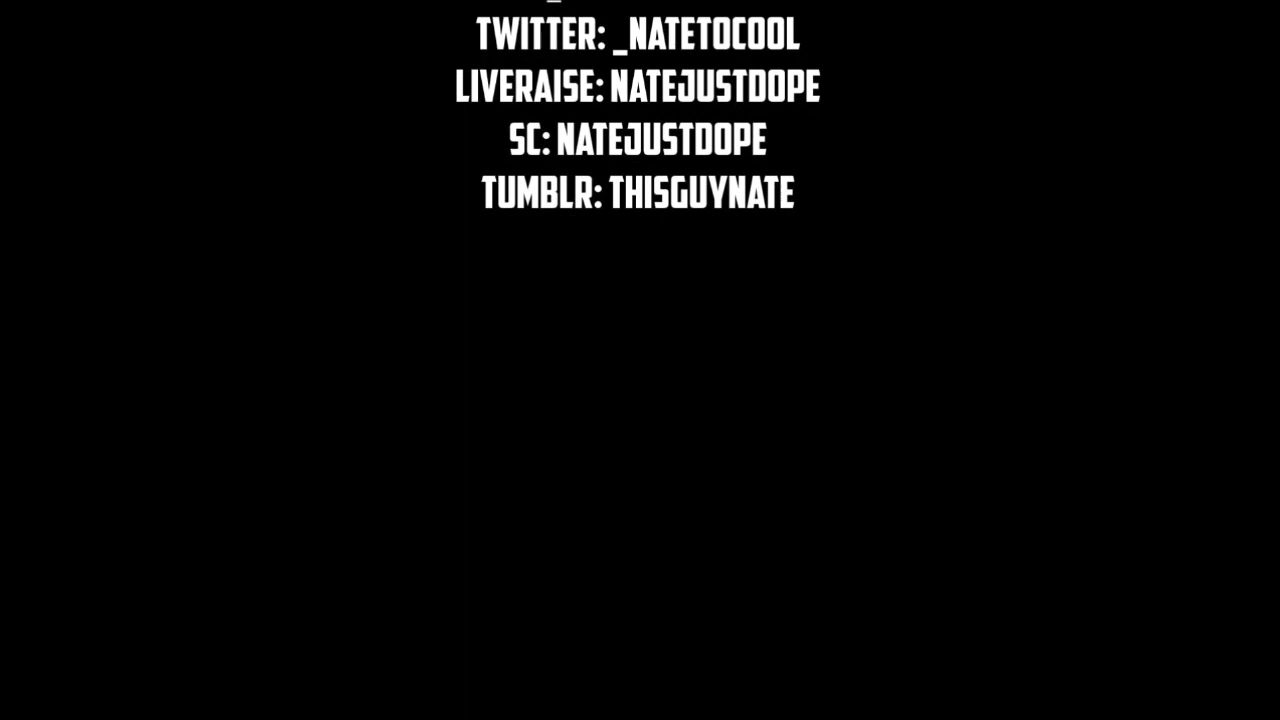 TWITTER: _NATETOCOOL
LIVERAISE: NATEJUSTDOPE
SC: NATEJUSTDOPE
TUMBLR: THISGUYNATE